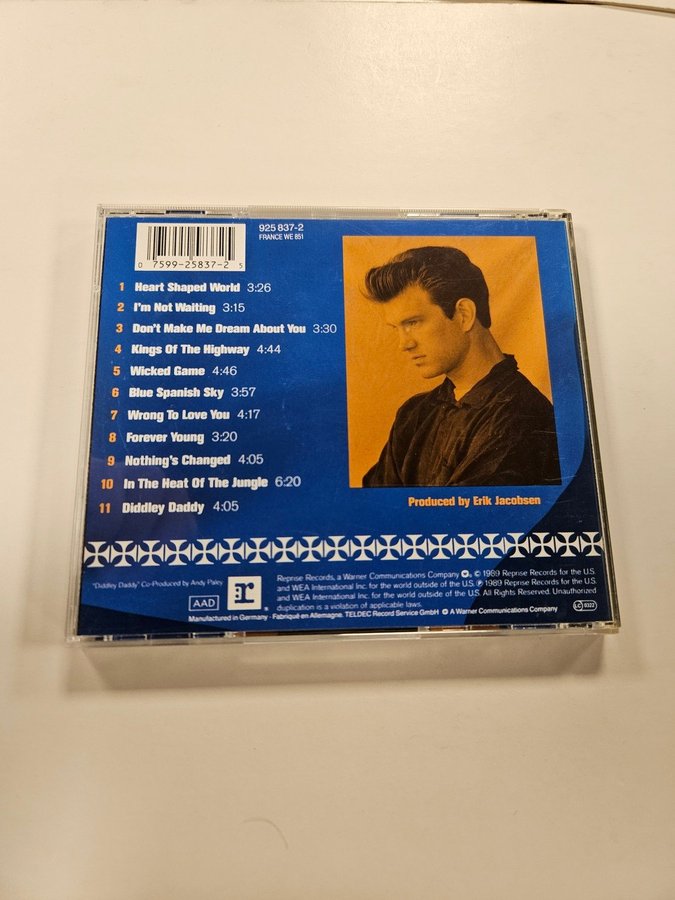 0 7599-25837-2 5
925 837-2
FRANCE WE 851
1 Heart Shaped World 3:26
2 I'm Not Waiting 3:15
3 Don't Make Me Dream About You 3:30
4 Kings Of The Highway 4:44
5 Wicked Game 4:46
6 Blue Spanish Sky 3:57
7 Wrong To Love You 4:17
8 Forever Young 3:20
9 Nothing's Changed 4:05
10 In The Heat Of The Jungle 6:20
11 Diddley Daddy 4:05
Produced by Erik Jacobsen
"Diddley Daddy" Co-Produced by Andy Paley
AAD
r
®
Reprise Records, a Warner Communications Company ® © 1989 Reprise Records for the U.S.
and WEA International Inc. for the world outside of the U.S. ℗ 1989 Reprise Records for the U.S.
and WEA International Inc. for the world outside of the U.S. All Rights Reserved. Unauthorized
duplication is a violation of applicable laws.
Manufactured in Germany · Fabriqué en Allemagne. TELDEC Record Service GmbH A Warner Communications Company
LC 0322